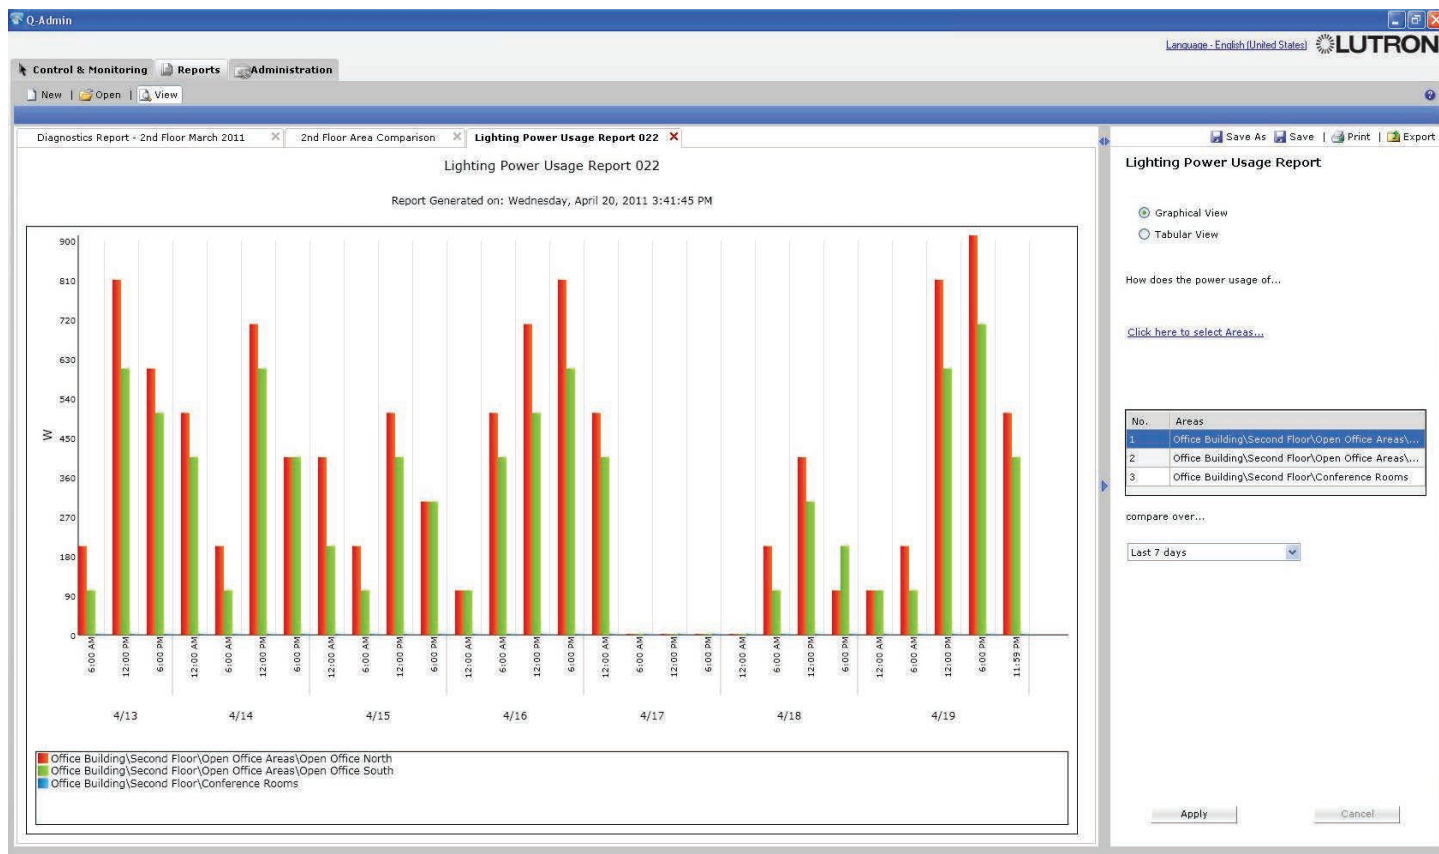 Q-Admin
Language - English (United States) LUTRON
Control & Monitoring Reports Administration
New | Open | View
Diagnostics Report - 2nd Floor March 2011 2nd Floor Area Comparison Lighting Power Usage Report 022
Save As Save | Print | Export
Lighting Power Usage Report 022
Report Generated on: Wednesday, April 20, 2011 3:41:45 PM
900
810
720
630
540
450
360
270
180
90
0
W
6:00 AM 12:00 PM 6:00 PM 12:00 AM 6:00 AM 12:00 PM 6:00 PM 12:00 AM 6:00 AM 12:00 PM 6:00 PM 12:00 AM 6:00 AM 12:00 PM 6:00 PM 12:00 AM 6:00 AM 12:00 PM 6:00 PM 12:00 AM 6:00 AM 12:00 PM 6:00 PM 12:00 AM 6:00 AM 12:00 PM 6:00 PM 11:59 PM
4/13 4/14 4/15 4/16 4/17 4/18 4/19
Office Building\Second Floor\Open Office Areas\Open Office North
Office Building\Second Floor\Open Office Areas\Open Office South
Office Building\Second Floor\Conference Rooms
Lighting Power Usage Report
Graphical View
Tabular View
How does the power usage of...
Click here to select Areas...
No. Areas
1 Office Building\Second Floor\Open Office Areas\...
2 Office Building\Second Floor\Open Office Areas\...
3 Office Building\Second Floor\Conference Rooms
compare over...
Last 7 days
Apply Cancel